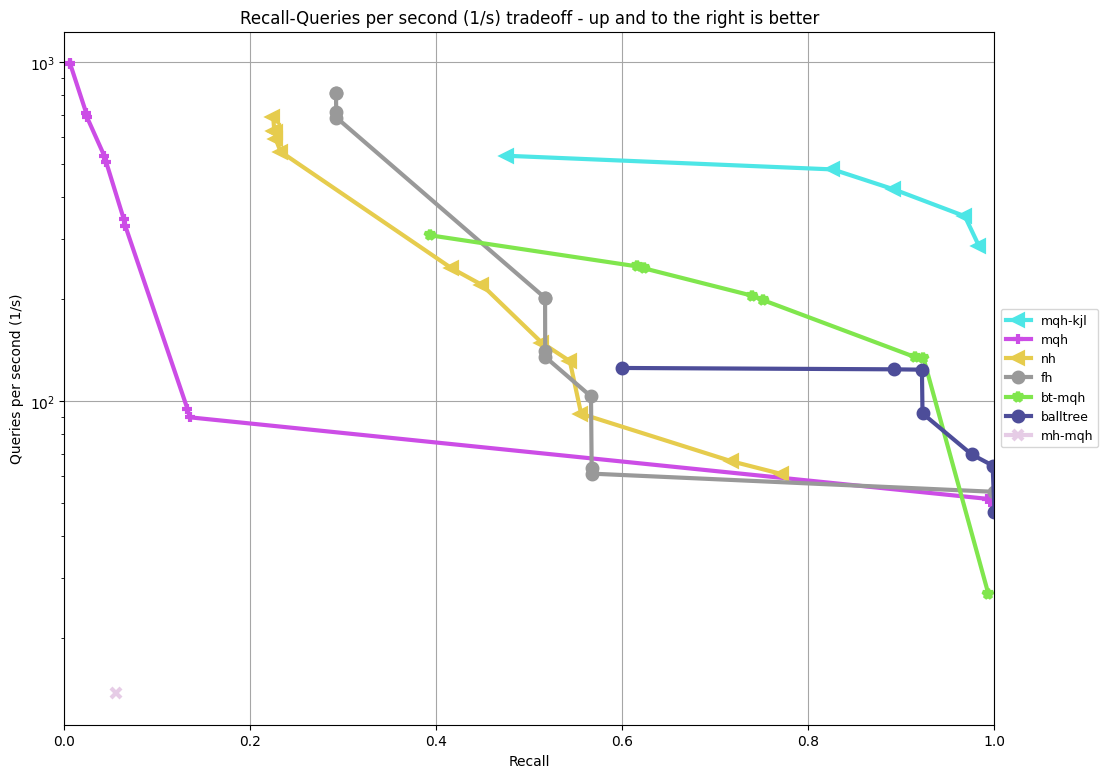 Recall-Queries per second (1/s) tradeoff - up and to the right is better
10³
10²
Queries per second (1/s)
0.0 0.2 0.4 0.6 0.8 1.0
Recall
mqh-kjl
mqh
nh
fh
bt-mqh
balltree
mh-mqh